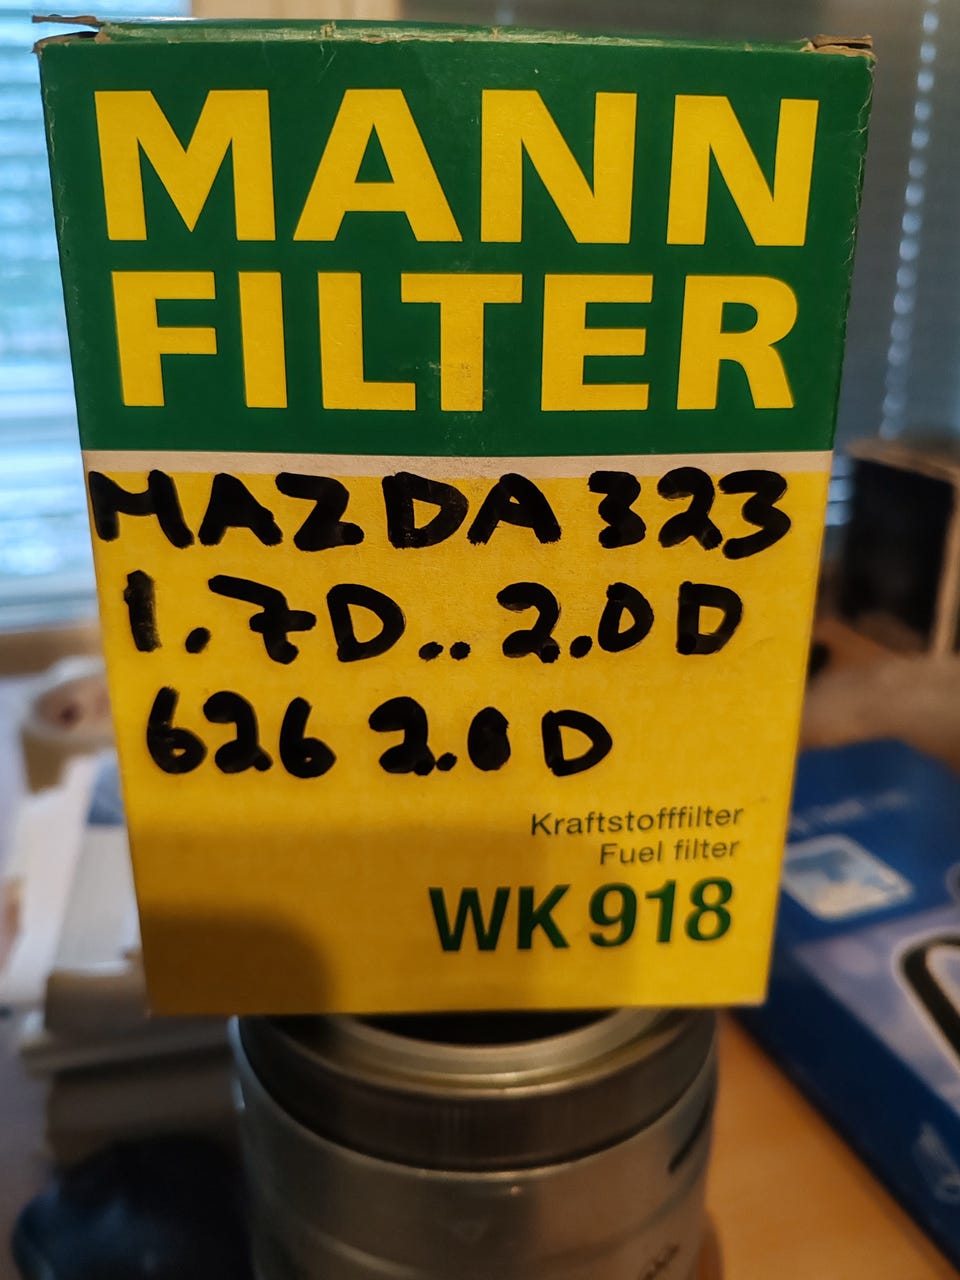 MANN
FILTER
MAZDA 323
1.7D.. 2.0D
626 2.0D
Kraftstofffilter
Fuel filter
WK 918